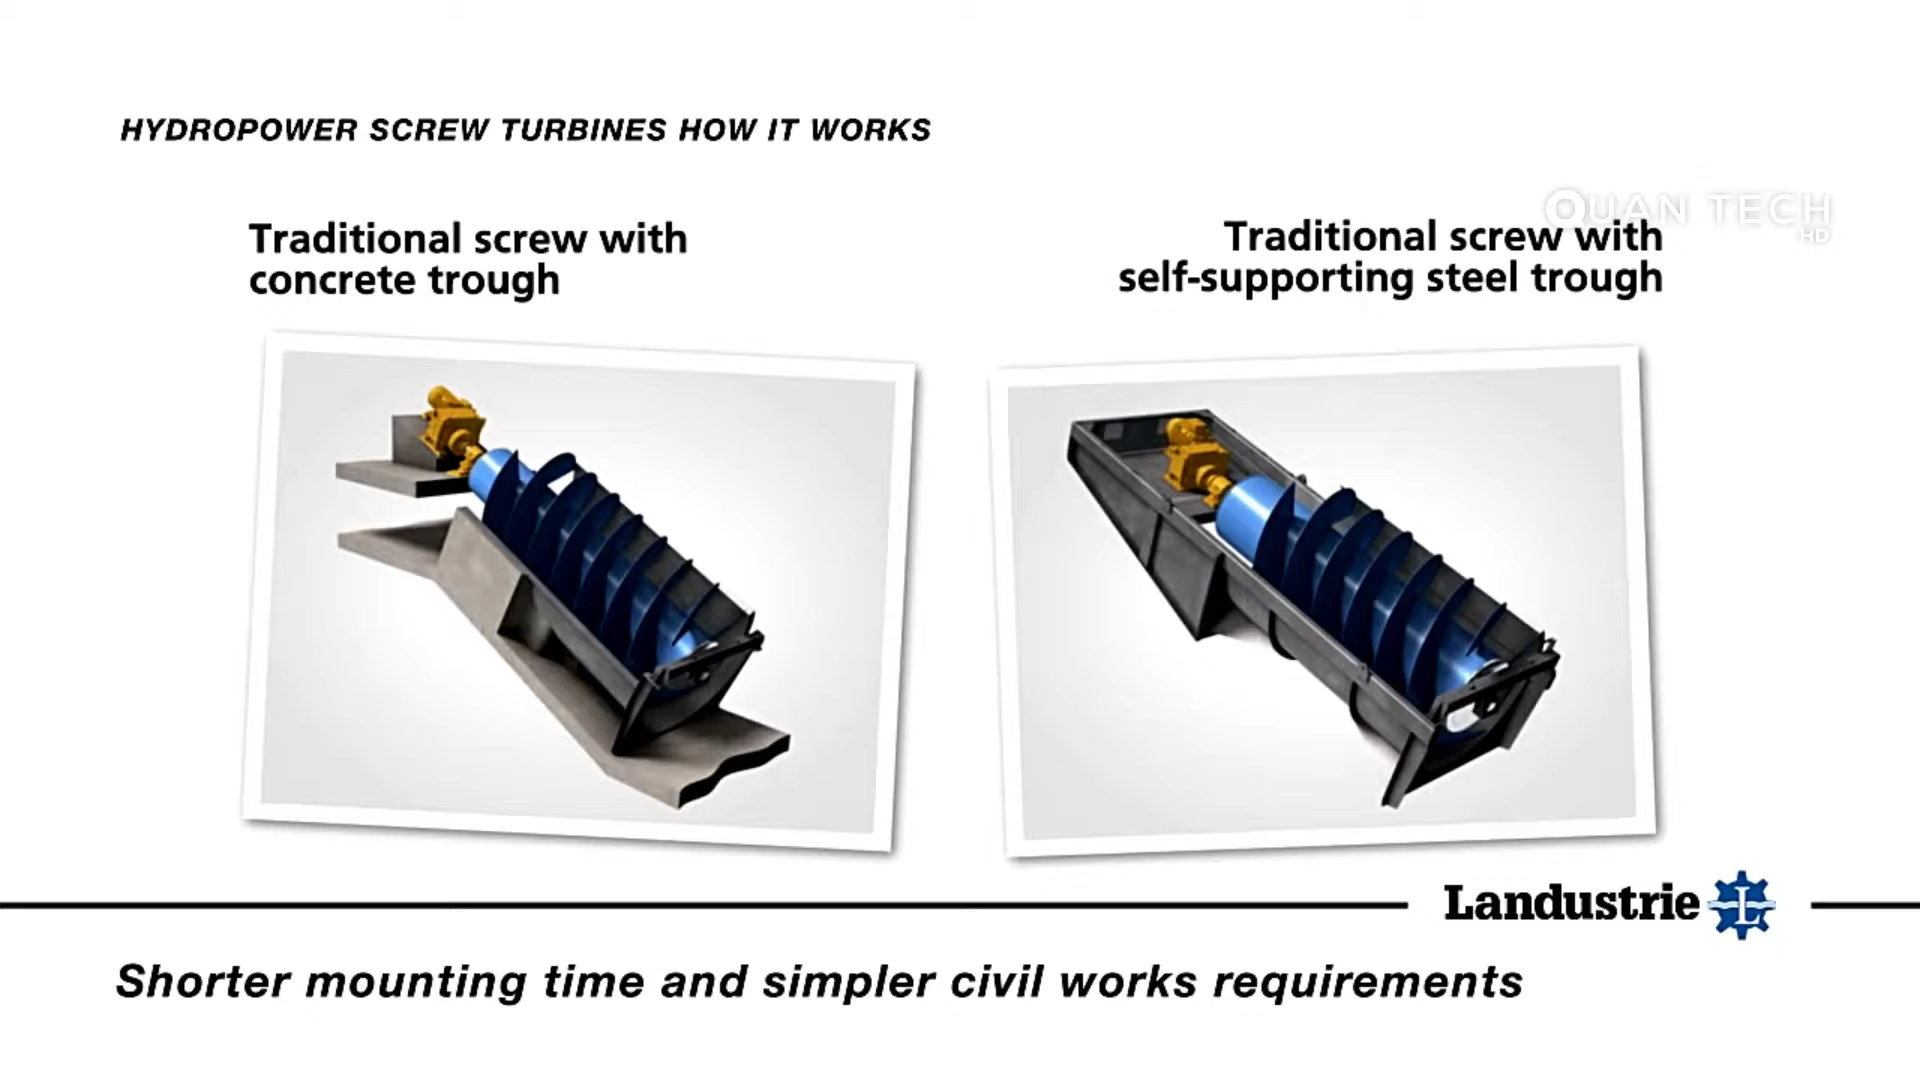 HYDROPOWER SCREW TURBINES HOW IT WORKS
QUAN TECH
HD
Traditional screw with
concrete trough
Traditional screw with
self-supporting steel trough
Landustrie
L
Shorter mounting time and simpler civil works requirements